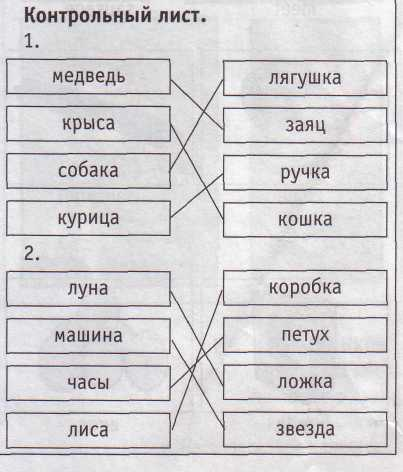 Контрольный лист.
1.
медведь
лягушка
крыса
заяц
собака
ручка
курица
кошка
2.
луна
коробка
машина
петух
часы
ложка
лиса
звезда